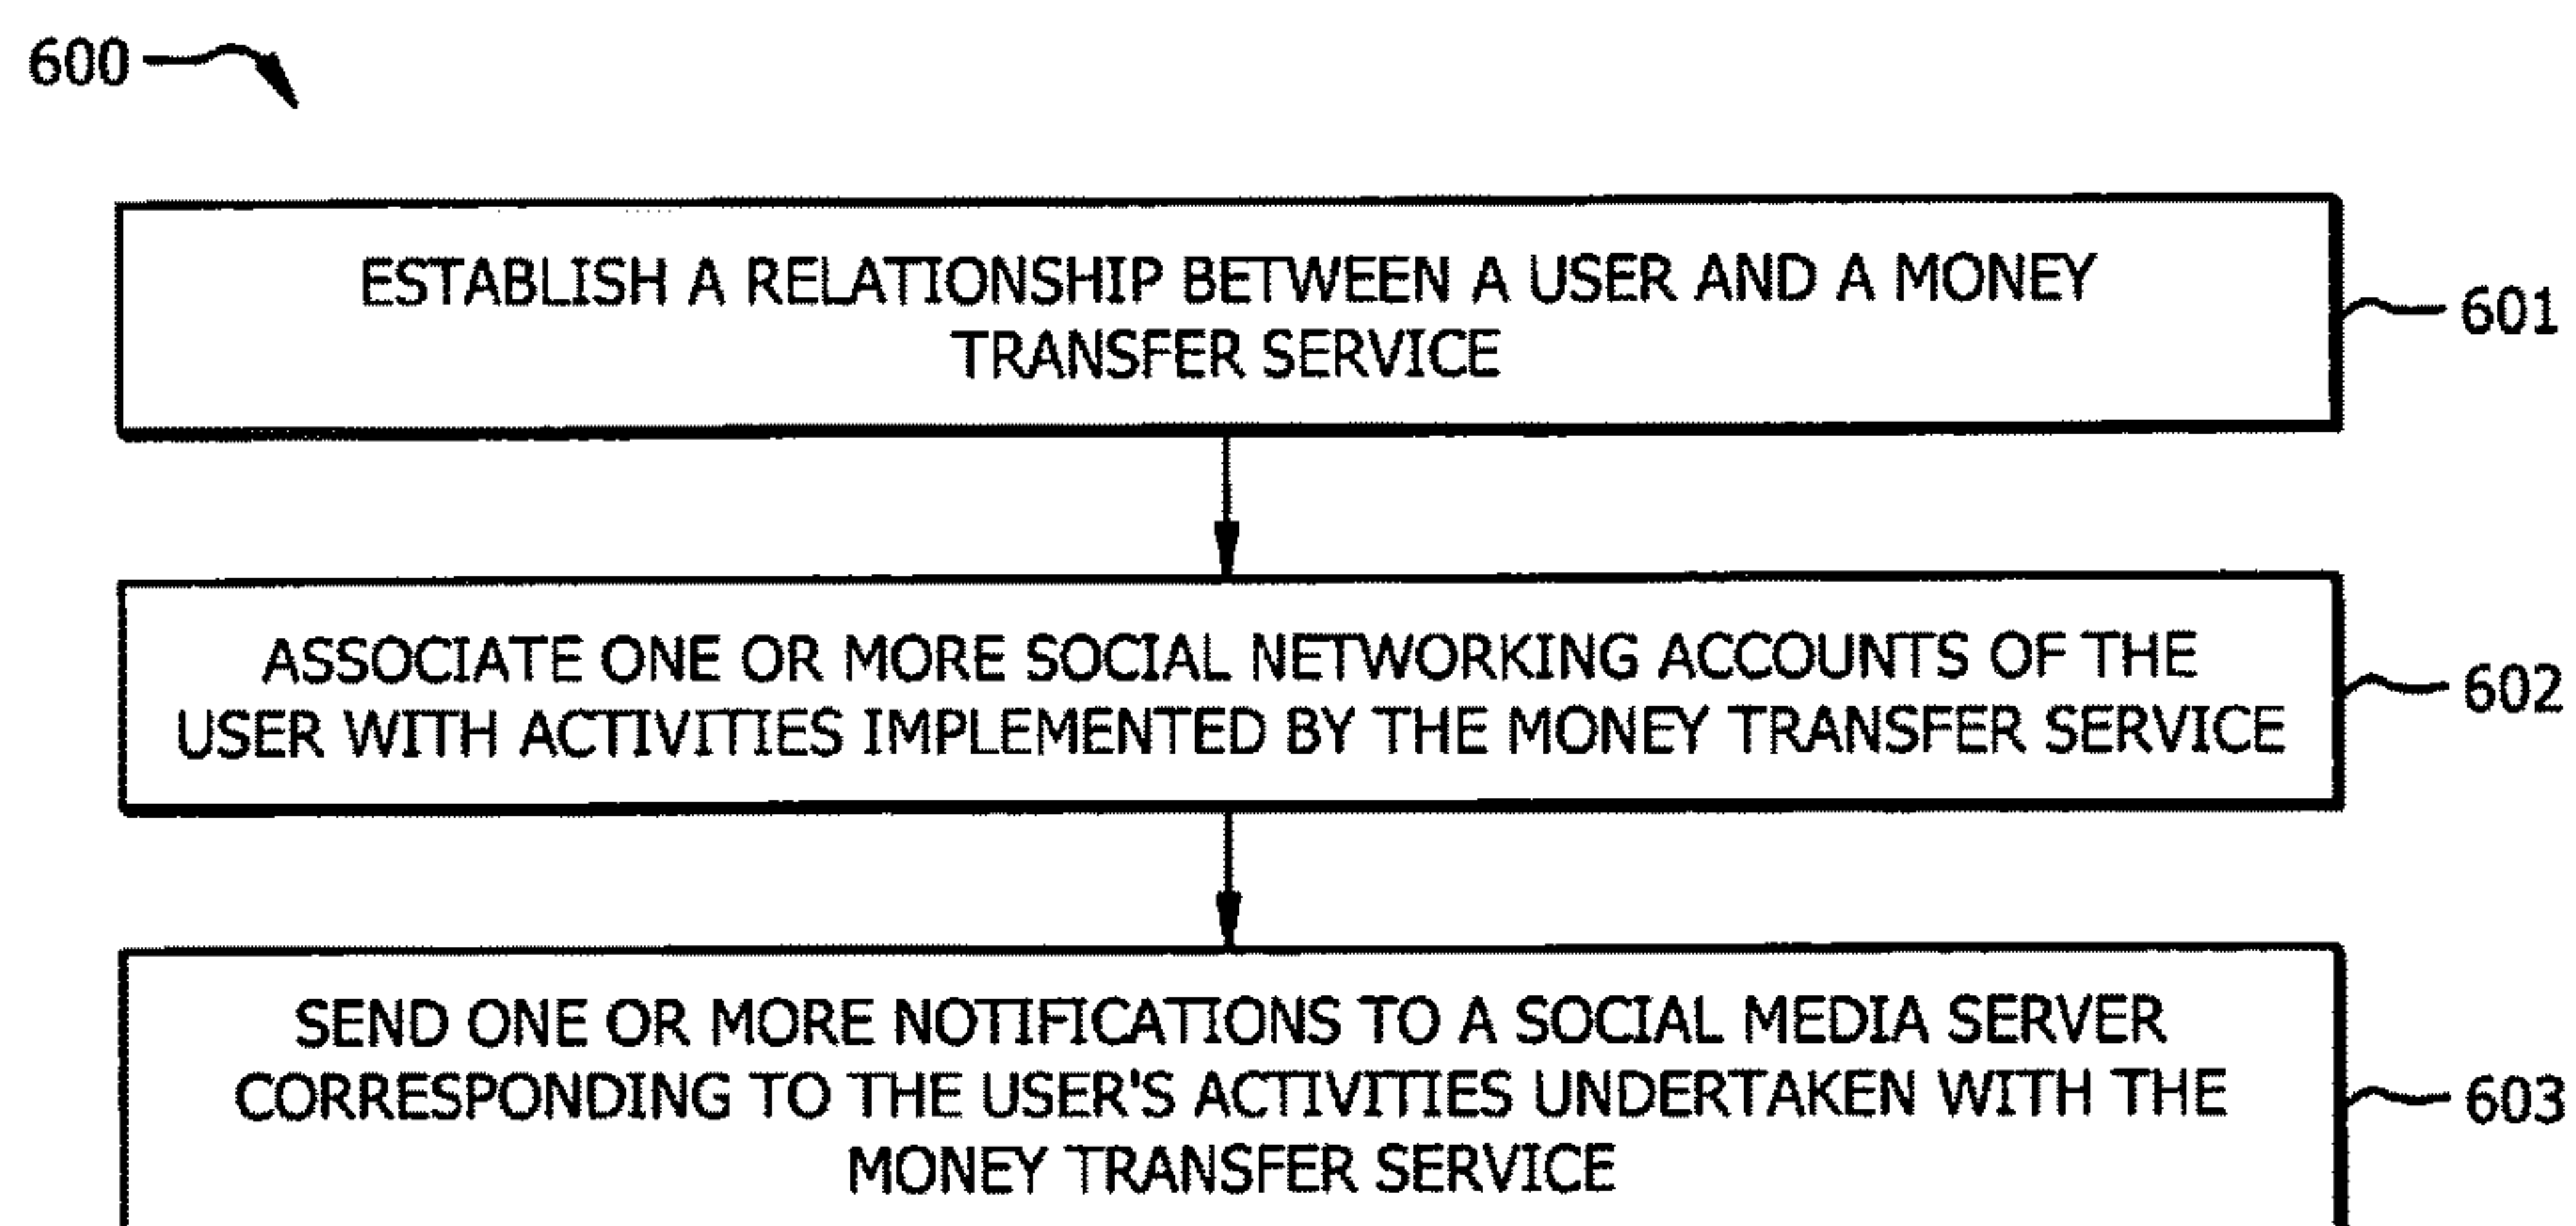 600
ESTABLISH A RELATIONSHIP BETWEEN A USER AND A MONEY
TRANSFER SERVICE
601
ASSOCIATE ONE OR MORE SOCIAL NETWORKING ACCOUNTS OF THE
USER WITH ACTIVITIES IMPLEMENTED BY THE MONEY TRANSFER SERVICE
602
SEND ONE OR MORE NOTIFICATIONS TO A SOCIAL MEDIA SERVER
CORRESPONDING TO THE USER'S ACTIVITIES UNDERTAKEN WITH THE
MONEY TRANSFER SERVICE
603